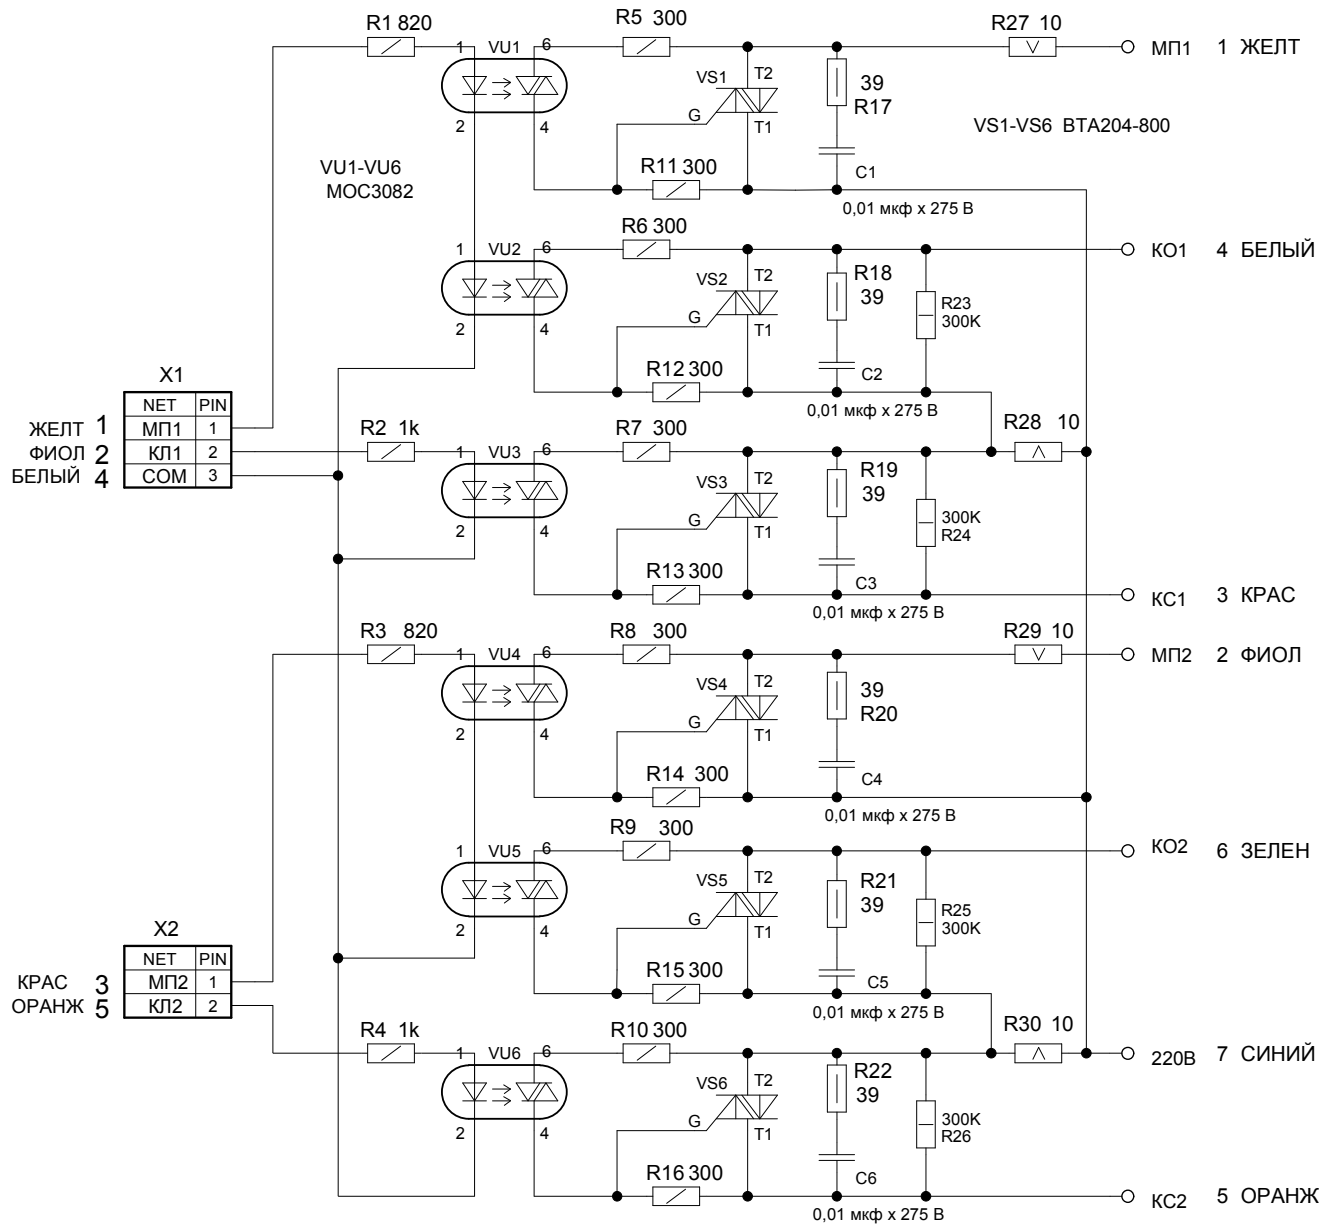 R1 820
R5 300
R27 10
1 VU1 6
МП1 1 ЖЕЛТ
VS1 T2
39
R17
G
T1
VS1-VS6 BTA204-800
2 4
VU1-VU6
MOC3082
R11 300
C1
0,01 мкф х 275 В
R6 300
1 VU2 6
КО1 4 БЕЛЫЙ
VS2 T2
R18
39
R23
300K
G
T1
2 4
R12 300
C2
0,01 мкф х 275 В
X1
NET PIN
ЖЕЛТ 1 МП1 1
ФИОЛ 2 КЛ1 2
БЕЛЫЙ 4 COM 3
R2 1k
R7 300
R28 10
1 VU3 6
VS3 T2
R19
39
300K
R24
G
T1
2 4
R13 300
C3
0,01 мкф х 275 В
КС1 3 КРАС
R3 820
R8 300
R29 10
1 VU4 6
МП2 2 ФИОЛ
VS4 T2
39
R20
G
T1
2 4
R14 300
C4
0,01 мкф х 275 В
R9 300
1 VU5 6
КО2 6 ЗЕЛЕН
VS5 T2
R21
39
R25
300K
G
T1
2 4
R15 300
C5
0,01 мкф х 275 В
X2
NET PIN
КРАС 3 МП2 1
ОРАНЖ 5 КЛ2 2
R4 1k
R10 300
R30 10
1 VU6 6
220В 7 СИНИЙ
VS6 T2
R22
39
300K
R26
G
T1
2 4
R16 300
C6
0,01 мкф х 275 В
КС2 5 ОРАНЖ